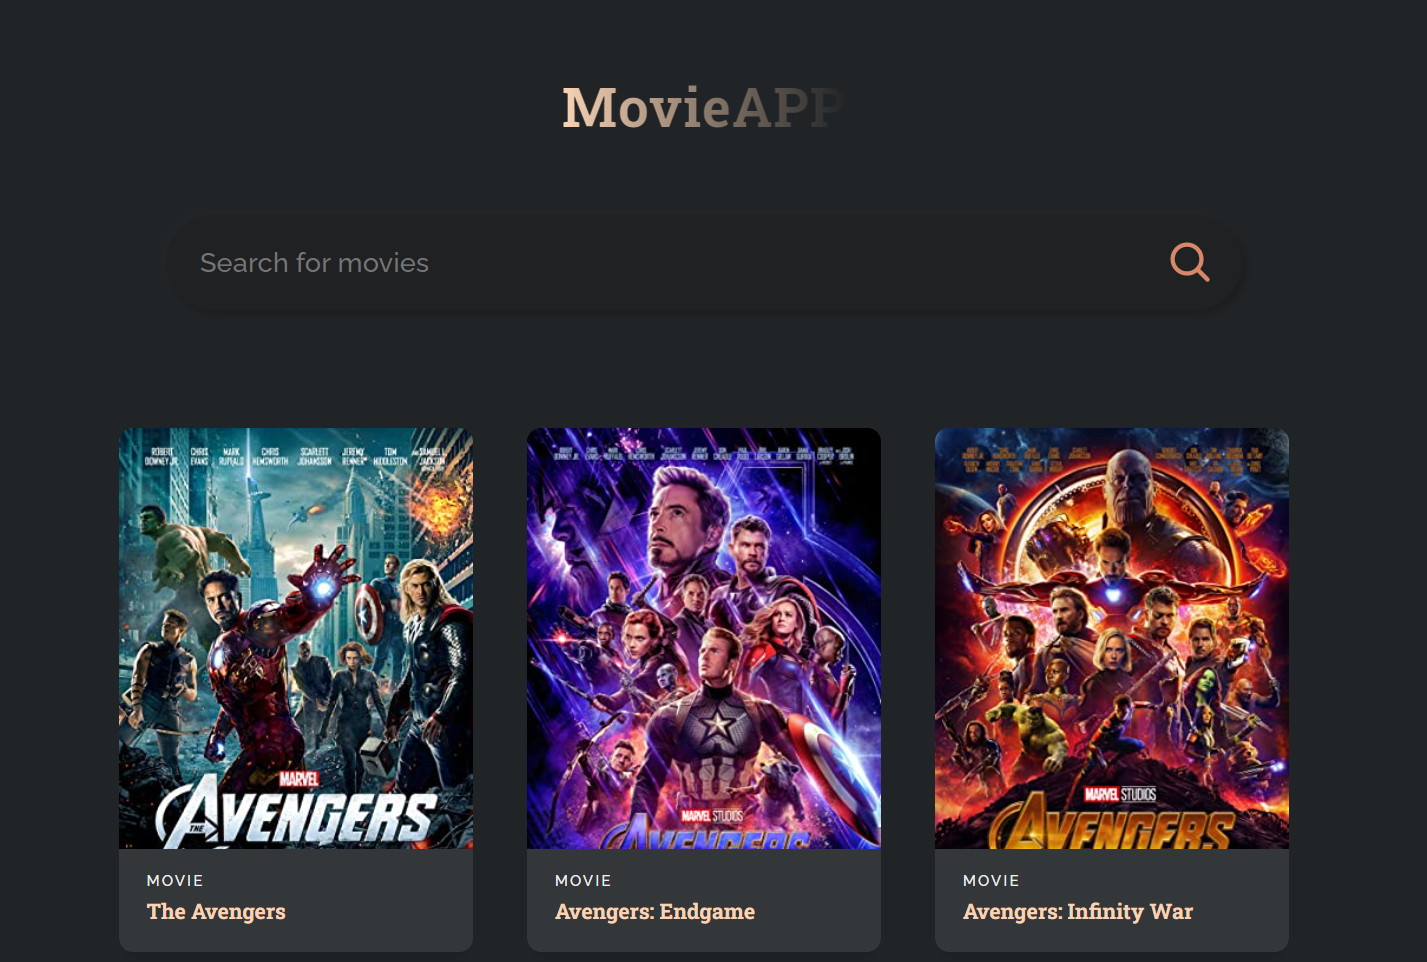 MovieAPP
Search for movies
ROBERT DOWNEY JR. CHRIS EVANS MARK RUFFALO CHRIS HEMSWORTH SCARLETT JOHANSSON JEREMY RENNER TOM HIDDLESTON AND SAMUEL L. JACKSON
MARVEL
THE AVENGERS
MARVEL STUDIOS
AVENGERS
MARVEL STUDIOS
AVENGERS
MOVIE
The Avengers
MOVIE
Avengers: Endgame
MOVIE
Avengers: Infinity War